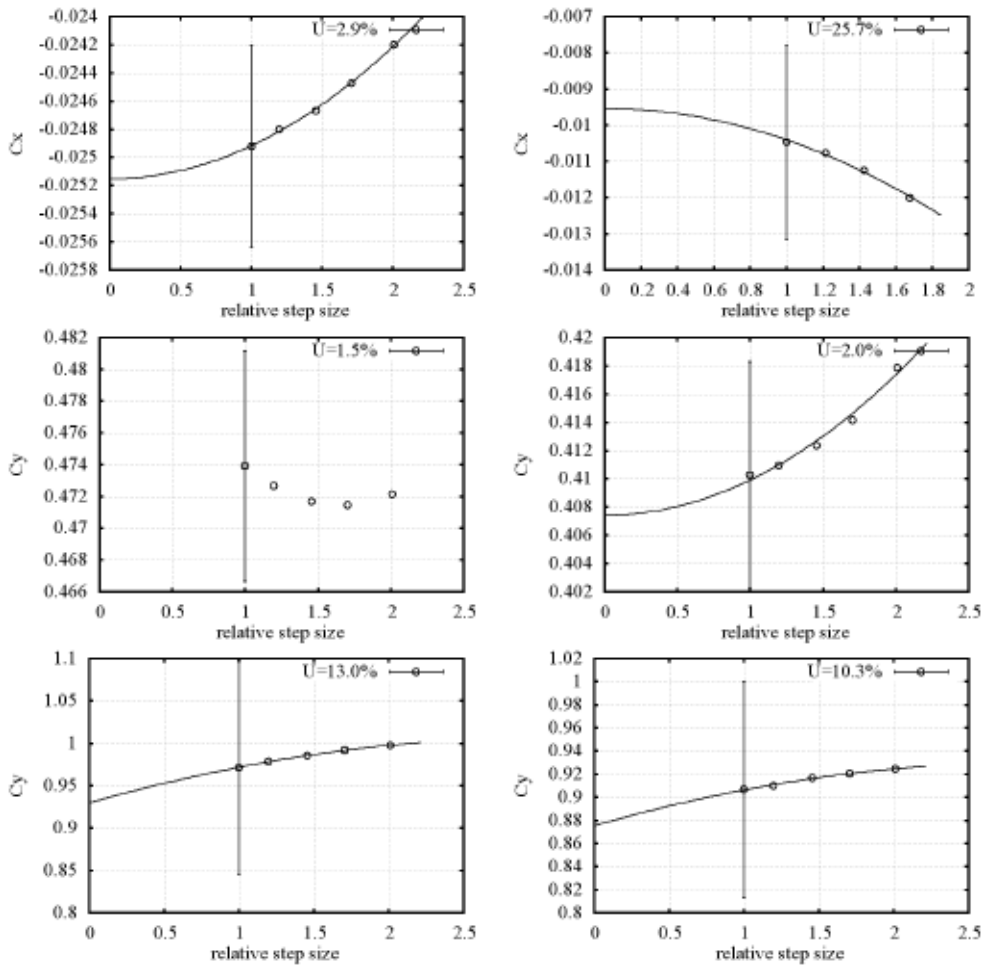 -0.024
-0.0242
-0.0244
-0.0246
-0.0248
-0.025
-0.0252
-0.0254
-0.0256
-0.0258
Cx
U=2.9%
0 0.5 1 1.5 2 2.5
relative step size
-0.007
-0.008
-0.009
-0.01
-0.011
-0.012
-0.013
-0.014
Cx
U=25.7%
0 0.2 0.4 0.6 0.8 1 1.2 1.4 1.6 1.8 2
relative step size
0.482
0.48
0.478
0.476
0.474
0.472
0.47
0.468
0.466
Cy
U=1.5%
0 0.5 1 1.5 2 2.5
relative step size
0.42
0.418
0.416
0.414
0.412
0.41
0.408
0.406
0.404
0.402
Cy
U=2.0%
0 0.5 1 1.5 2 2.5
relative step size
1.1
1.05
1
0.95
0.9
0.85
0.8
Cy
U=13.0%
0 0.5 1 1.5 2 2.5
relative step size
1.02
1
0.98
0.96
0.94
0.92
0.9
0.88
0.86
0.84
0.82
0.8
Cy
U=10.3%
0 0.5 1 1.5 2 2.5
relative step size